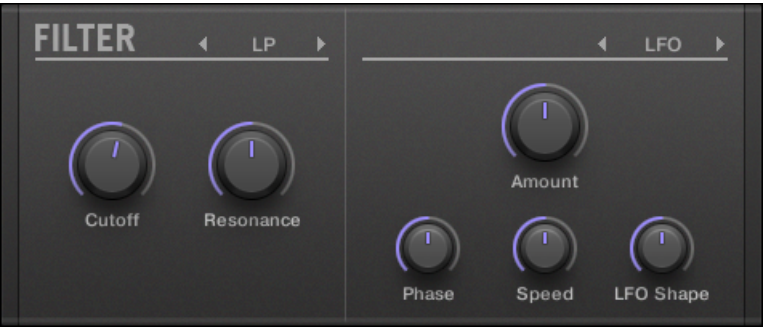 FILTER
LP
LFO
Cutoff
Resonance
Amount
Phase
Speed
LFO Shape